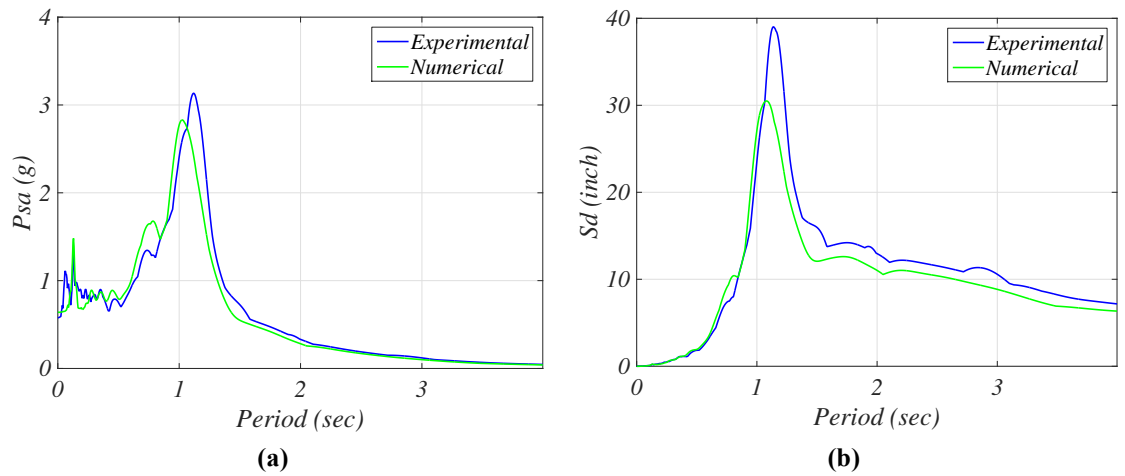 4
3
2
1
0
Psa (g)
0
1
2
3
Period (sec)
Experimental
Numerical
(a)
40
30
20
10
0
Sd (inch)
0
1
2
3
Period (sec)
Experimental
Numerical
(b)